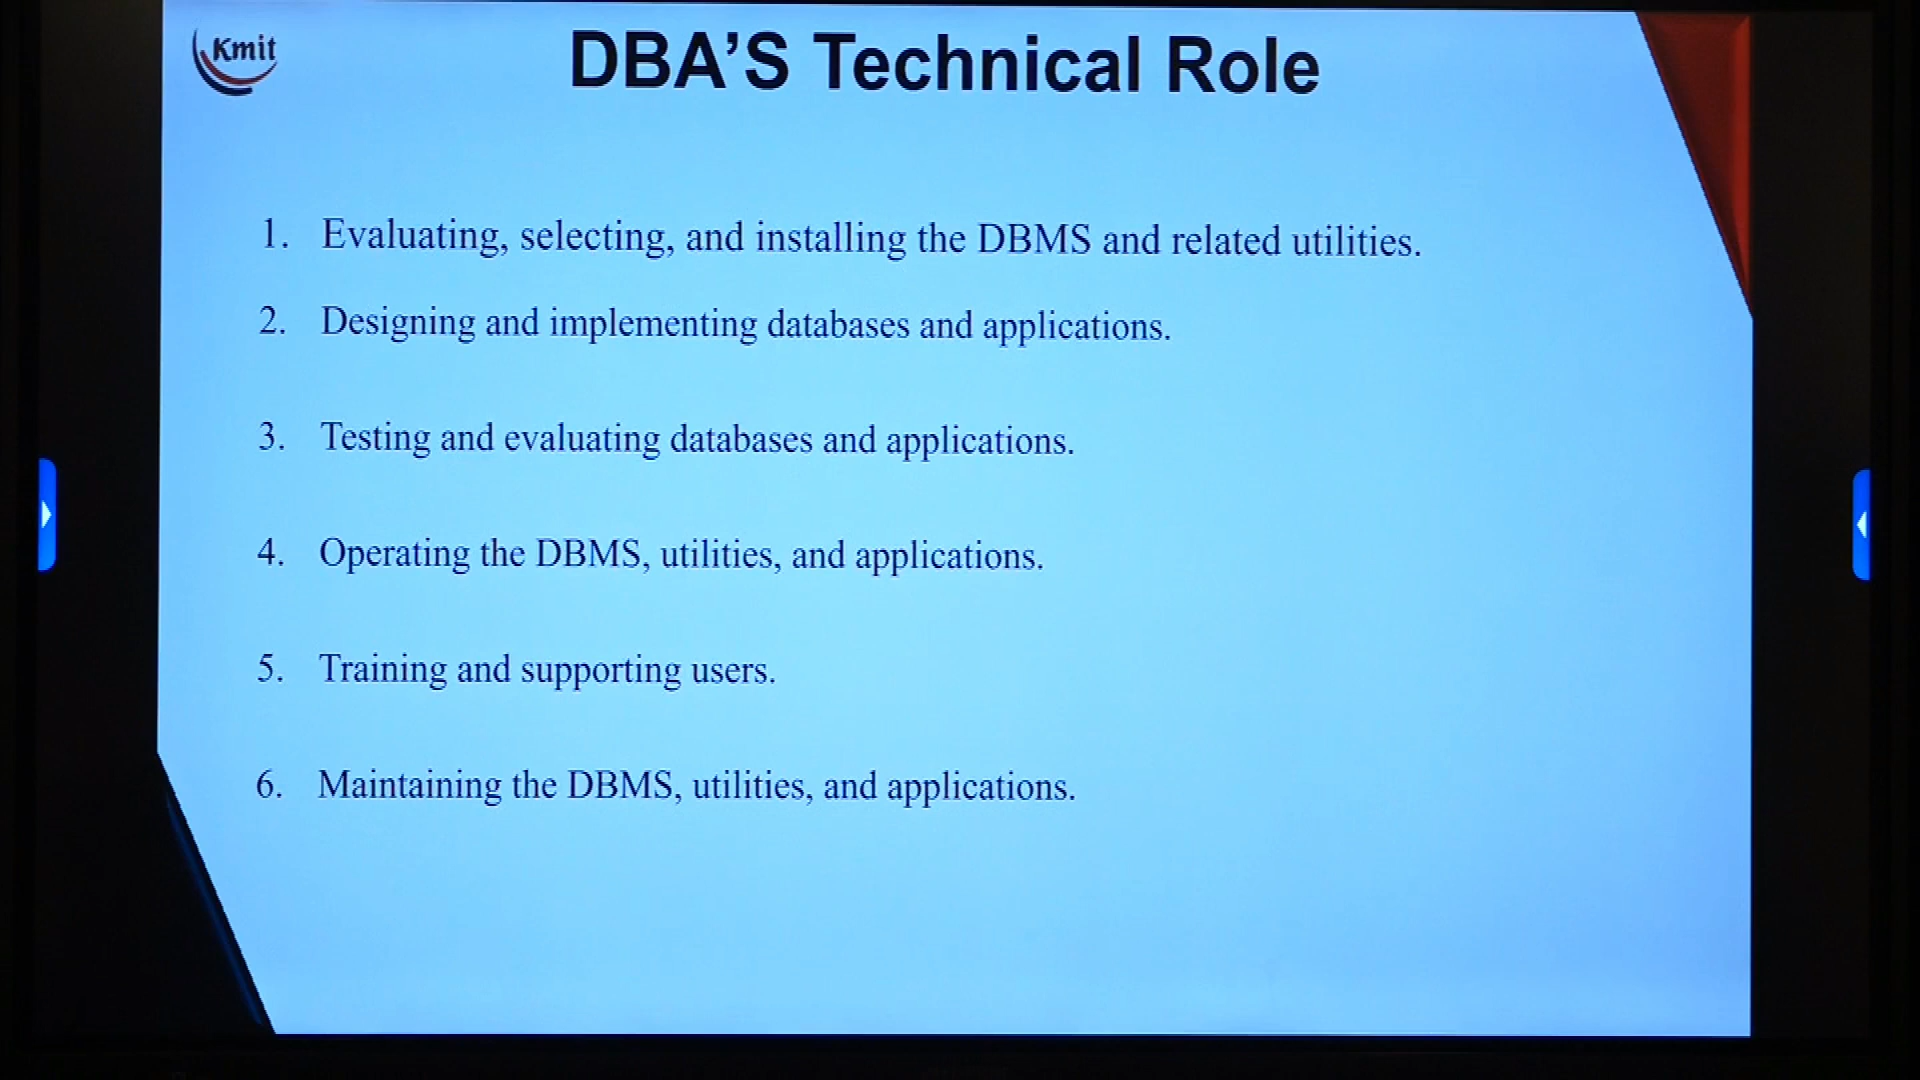 Kmit
DBA'S Technical Role
1. Evaluating, selecting, and installing the DBMS and related utilities.
2. Designing and implementing databases and applications.
3. Testing and evaluating databases and applications.
4. Operating the DBMS, utilities, and applications.
5. Training and supporting users.
6. Maintaining the DBMS, utilities, and applications.